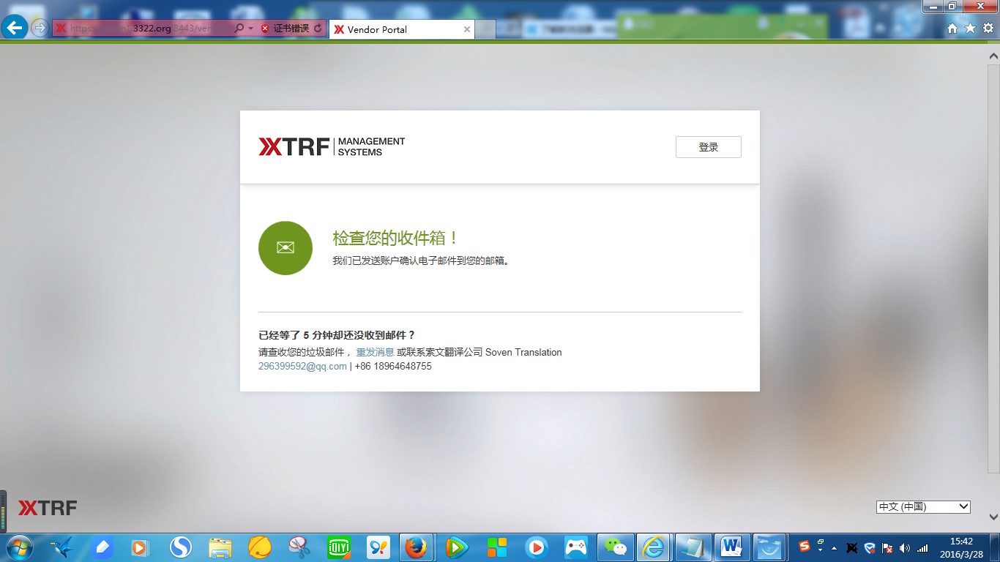 3322.org:8443/ven
证书错误
Vendor Portal
XTRF MANAGEMENT SYSTEMS
登录
检查您的收件箱！
我们已发送账户确认电子邮件到您的邮箱。
已经等了 5 分钟却还没收到邮件？
请查收您的垃圾邮件， 重发消息 或联系索文翻译公司 Soven Translation
296399592@qq.com | +86 18964648755
XTRF
中文 (中国)
QIYI
15:42
2016/3/28